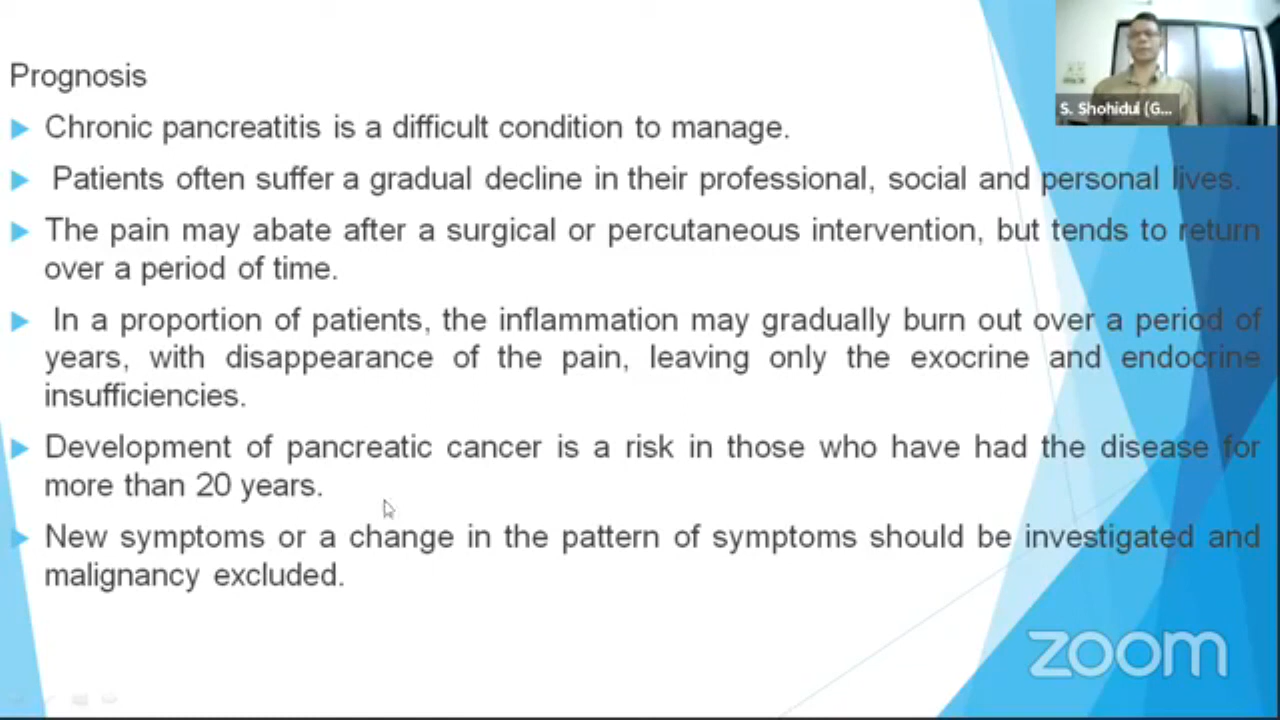 S. Shohidul (G...
Prognosis
Chronic pancreatitis is a difficult condition to manage.
Patients often suffer a gradual decline in their professional, social and personal lives.
The pain may abate after a surgical or percutaneous intervention, but tends to return
over a period of time.
In a proportion of patients, the inflammation may gradually burn out over a period of
years, with disappearance of the pain, leaving only the exocrine and endocrine
insufficiencies.
Development of pancreatic cancer is a risk in those who have had the disease for
more than 20 years.
New symptoms or a change in the pattern of symptoms should be investigated and
malignancy excluded.
zoom